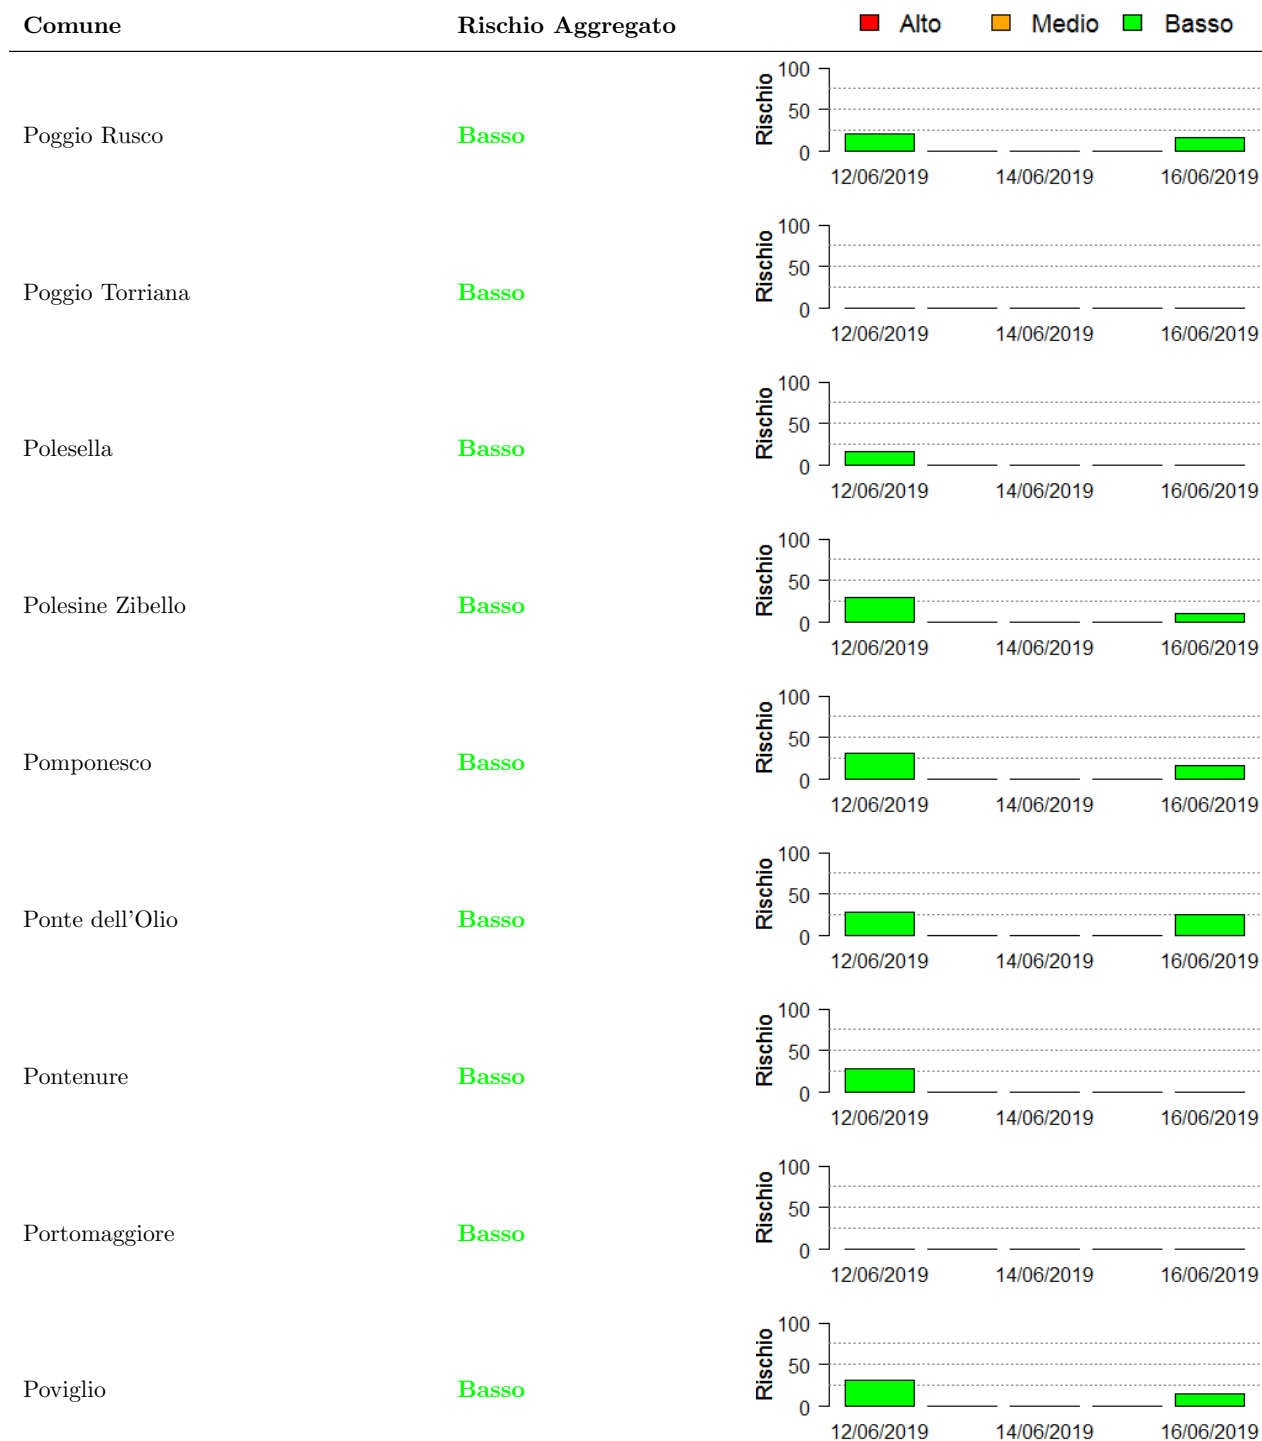 Comune Rischio Aggregato Alto Medio Basso
Poggio Rusco Basso
Rischio
100
50
0
12/06/2019 14/06/2019 16/06/2019
Poggio Torriana Basso
Rischio
100
50
0
12/06/2019 14/06/2019 16/06/2019
Polesella Basso
Rischio
100
50
0
12/06/2019 14/06/2019 16/06/2019
Polesine Zibello Basso
Rischio
100
50
0
12/06/2019 14/06/2019 16/06/2019
Pomponesco Basso
Rischio
100
50
0
12/06/2019 14/06/2019 16/06/2019
Ponte dell'Olio Basso
Rischio
100
50
0
12/06/2019 14/06/2019 16/06/2019
Pontenure Basso
Rischio
100
50
0
12/06/2019 14/06/2019 16/06/2019
Portomaggiore Basso
Rischio
100
50
0
12/06/2019 14/06/2019 16/06/2019
Poviglio Basso
Rischio
100
50
0
12/06/2019 14/06/2019 16/06/2019